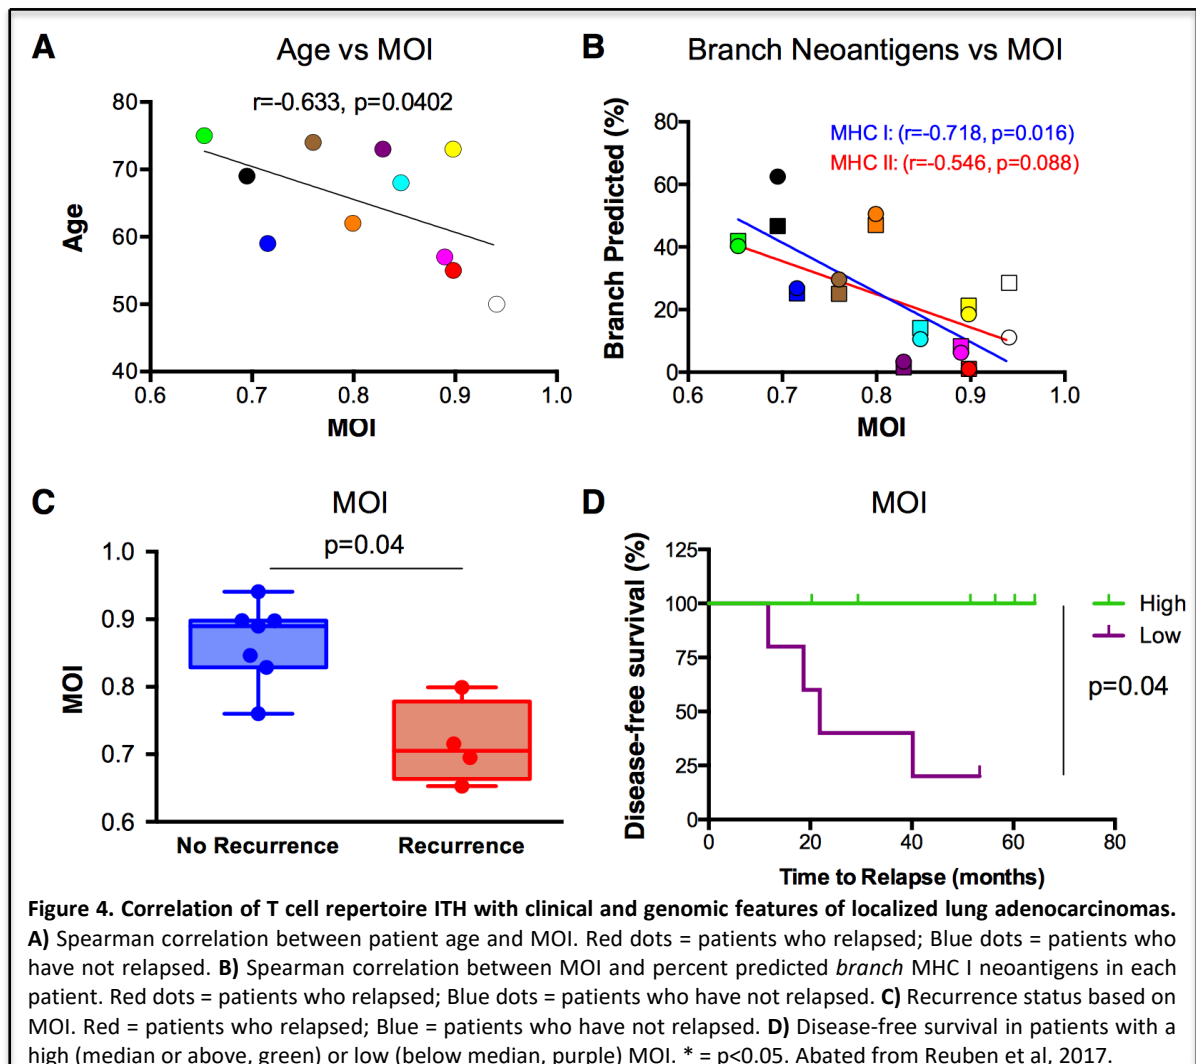 A
Age vs MOI
r=-0.633, p=0.0402
80
70
60
50
40
Age
0.6 0.7 0.8 0.9 1.0
MOI
B
Branch Neoantigens vs MOI
MHC I: (r=-0.718, p=0.016)
MHC II: (r=-0.546, p=0.088)
80
60
40
20
0
Branch Predicted (%)
0.6 0.7 0.8 0.9 1.0
MOI
C
MOI
p=0.04
1.0
0.9
0.8
0.7
0.6
MOI
No Recurrence Recurrence
D
MOI
125
100
75
50
25
0
Disease-free survival (%)
High
Low
p=0.04
0 20 40 60 80
Time to Relapse (months)
Figure 4. Correlation of T cell repertoire ITH with clinical and genomic features of localized lung adenocarcinomas.
A) Spearman correlation between patient age and MOI. Red dots = patients who relapsed; Blue dots = patients who
have not relapsed. B) Spearman correlation between MOI and percent predicted branch MHC I neoantigens in each
patient. Red dots = patients who relapsed; Blue dots = patients who have not relapsed. C) Recurrence status based on
MOI. Red = patients who relapsed; Blue = patients who have not relapsed. D) Disease-free survival in patients with a
high (median or above, green) or low (below median, purple) MOI. * = p<0.05. Abated from Reuben et al, 2017.